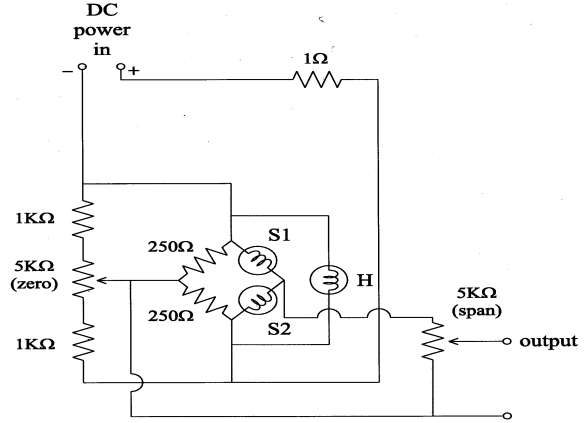 DC
power
in
− +
1Ω
1KΩ
250Ω
S1
5KΩ
(zero)
H
5KΩ
(span)
250Ω
S2
1KΩ
output